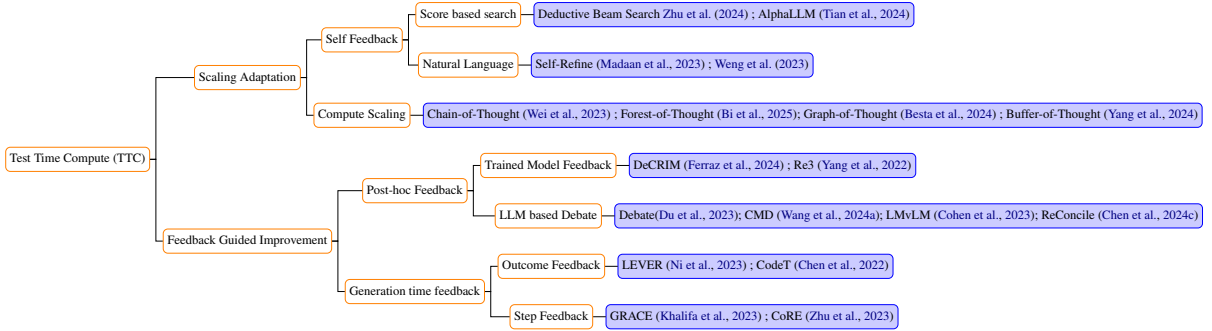 Score based search
Deductive Beam Search Zhu et al. (2024) ; AlphaLLM (Tian et al., 2024)
Self Feedback
Natural Language
Self-Refine (Madaan et al., 2023) ; Weng et al. (2023)
Scaling Adaptation
Compute Scaling
Chain-of-Thought (Wei et al., 2023) ; Forest-of-Thought (Bi et al., 2025); Graph-of-Thought (Besta et al., 2024) ; Buffer-of-Thought (Yang et al., 2024)
Test Time Compute (TTC)
Trained Model Feedback
DeCRIM (Ferraz et al., 2024) ; Re3 (Yang et al., 2022)
Post-hoc Feedback
LLM based Debate
Debate(Du et al., 2023); CMD (Wang et al., 2024a); LMvLM (Cohen et al., 2023); ReConcile (Chen et al., 2024c)
Feedback Guided Improvement
Outcome Feedback
LEVER (Ni et al., 2023) ; CodeT (Chen et al., 2022)
Generation time feedback
Step Feedback
GRACE (Khalifa et al., 2023) ; CoRE (Zhu et al., 2023)